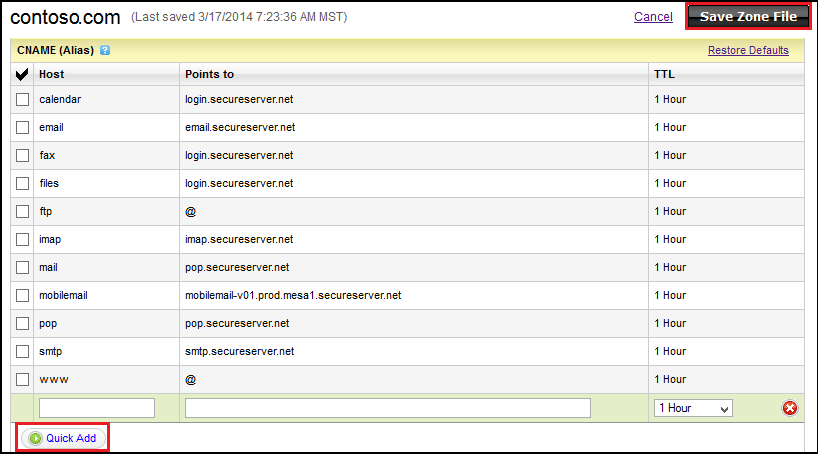 contoso.com (Last saved 3/17/2014 7:23:36 AM MST) Cancel Save Zone File
CNAME (Alias) ? Restore Defaults
Host Points to TTL
calendar login.secureserver.net 1 Hour
email email.secureserver.net 1 Hour
fax login.secureserver.net 1 Hour
files login.secureserver.net 1 Hour
ftp @ 1 Hour
imap imap.secureserver.net 1 Hour
mail pop.secureserver.net 1 Hour
mobilemail mobilemail-v01.prod.mesa1.secureserver.net 1 Hour
pop pop.secureserver.net 1 Hour
smtp smtp.secureserver.net 1 Hour
www @ 1 Hour
1 Hour
Quick Add